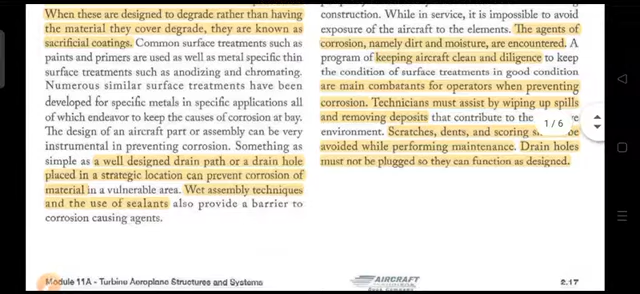 When these are designed to degrade rather than having
the material they cover degrade, they are known as
sacrificial coatings. Common surface treatments such as
paints and primers are used as well as metal specific thin
surface treatments such as anodizing and chromating.
Numerous similar surface treatments have been
developed for specific metals in specific applications all
of which endeavor to keep the causes of corrosion at bay.
The design of an aircraft part or assembly can be very
instrumental in preventing corrosion. Something as
simple as a well designed drain path or a drain hole
placed in a strategic location can prevent corrosion of
material in a vulnerable area. Wet assembly techniques
and the use of sealants also provide a barrier to
corrosion causing agents.
construction. While in service, it is impossible to avoid
exposure of the aircraft to the elements. The agents of
corrosion, namely dirt and moisture, are encountered. A
program of keeping aircraft clean and diligence to keep
the condition of surface treatments in good condition
are main combatants for operators when preventing
corrosion. Technicians must assist by wiping up spills
and removing deposits that contribute to the
1/6
environment. Scratches, dents, and scoring
avoided while performing maintenance. Drain holes
must not be plugged so they can function as designed.
Module 11A - Turbine Aeroplane Structures and Systems
AIRCRAFT
2.17